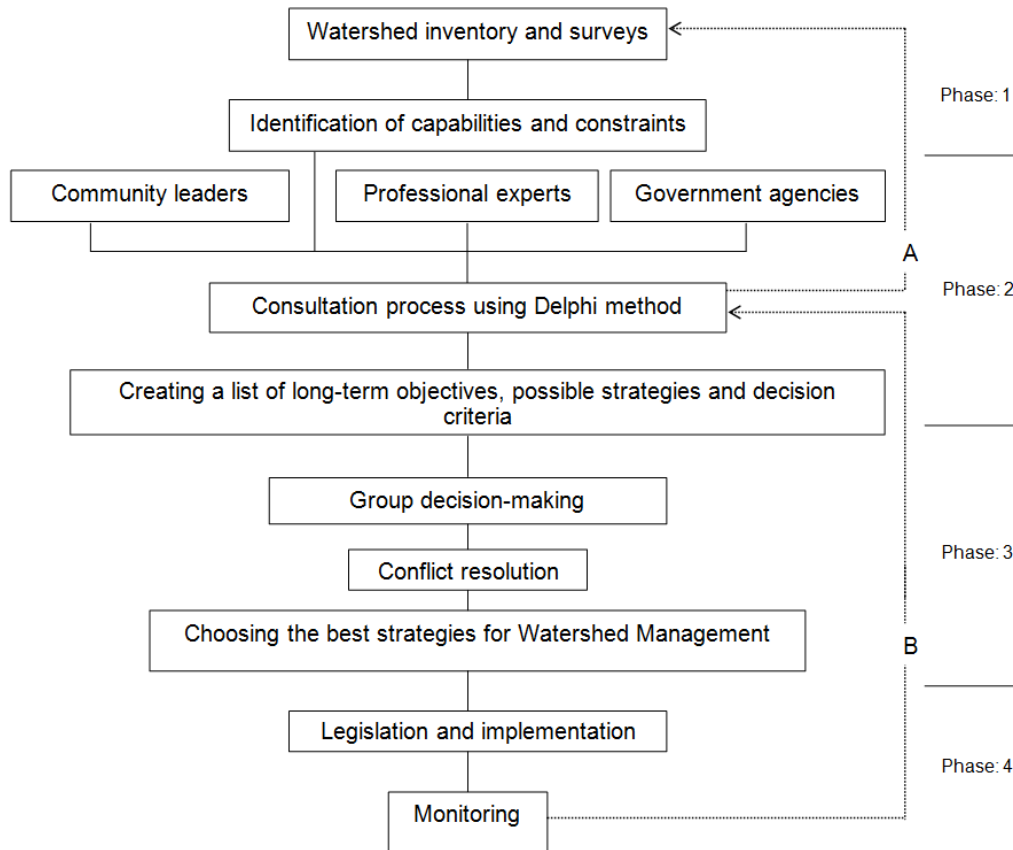 Watershed inventory and surveys
Phase: 1
Identification of capabilities and constraints
Community leaders
Professional experts
Government agencies
A
Phase: 2
Consultation process using Delphi method
Creating a list of long-term objectives, possible strategies and decision
criteria
Group decision-making
Phase: 3
Conflict resolution
Choosing the best strategies for Watershed Management
B
Legislation and implementation
Phase: 4
Monitoring